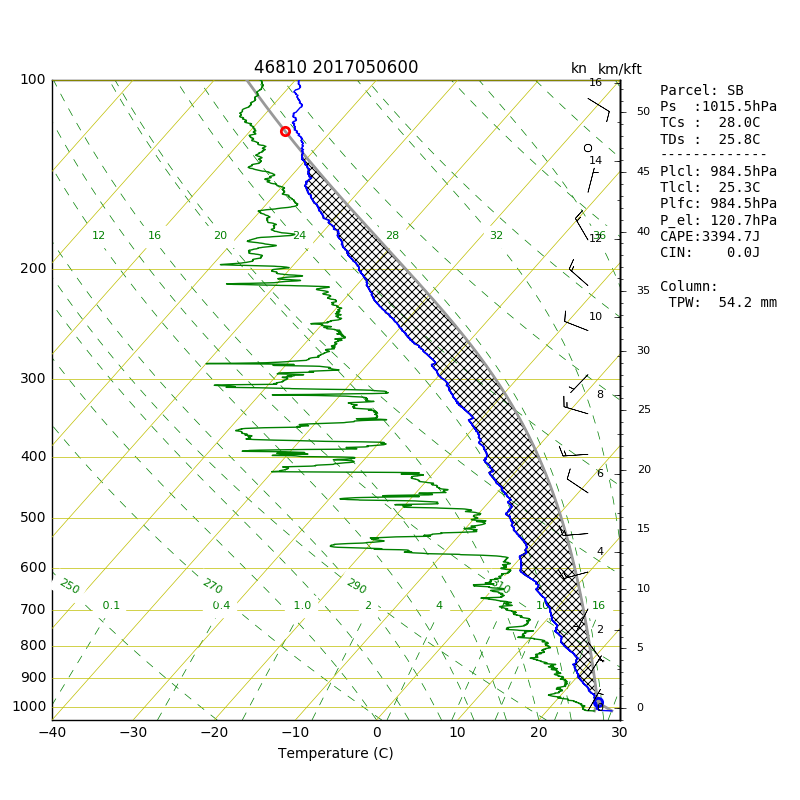 46810 2017050600
kn km/kft
Parcel: SB
Ps :1015.5hPa
TCs : 28.0C
TDs : 25.8C
-------------
Plcl: 984.5hPa
Tlcl: 25.3C
Plfc: 984.5hPa
P_el: 120.7hPa
CAPE:3394.7J
CIN: 0.0J
Column:
TPW: 54.2 mm
100
200
300
400
500
600
700
800
900
1000
16
14
12
10
8
6
4
2
50
45
40
35
30
25
20
15
10
5
0
12 16 20 24 28 32 36
250 270 290 310
0.1 0.4 1.0 2 4 10 16
−40 −30 −20 −10 0 10 20 30
Temperature (C)